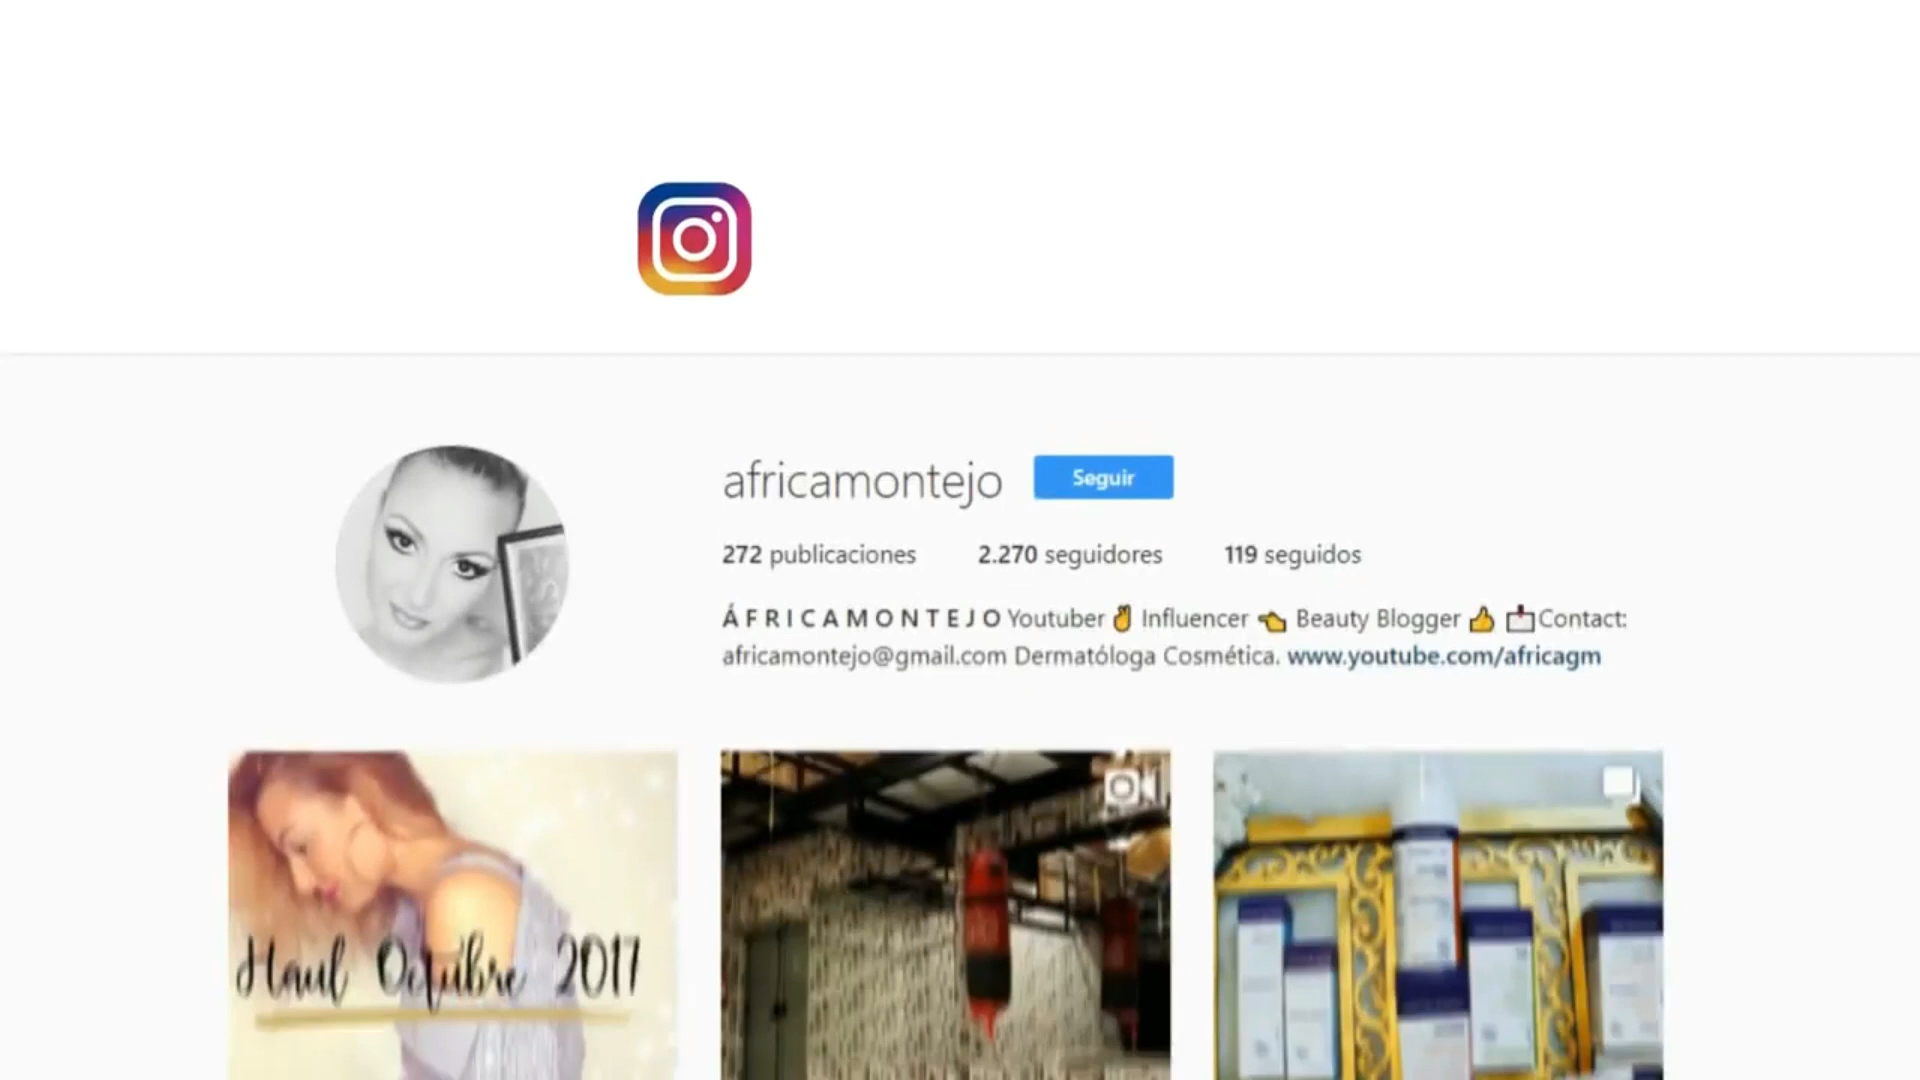 africamontejo Seguir
272 publicaciones 2.270 seguidores 119 seguidos
ÁFRICAMONTEJO Youtuber ✌ Influencer 👈 Beauty Blogger 👍 📩Contact:
africamontejo@gmail.com Dermatóloga Cosmética. www.youtube.com/africagm
Haul Octubre 2017